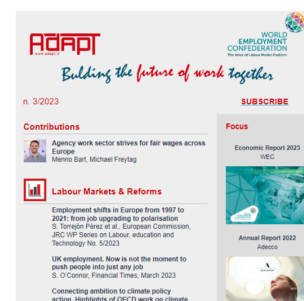 ADAPT
www.adapt.it
WORLD
EMPLOYMENT
CONFEDERATION
The Voice of Labour Market Enablers
Bulding the future of work together
n. 3/2023
SUBSCRIBE
Contributions
Agency work sector strives for fair wages across
Europe
Menno Bart, Michael Freytag
Labour Markets & Reforms
Employment shifts in Europe from 1997 to
2021: from job upgrading to polarisation
S. Torrejón Pérez et al., European Commission,
JRC WP Series on Labour, education and
Technology No. 5/2023
UK employment. Now is not the moment to
push people into just any job
S. O'Connor, Financial Times, March 2023
Connecting ambition to climate policy
action. Highlights of OECD work on climate
Focus
Economic Report 2023
WEC
Annual Report 2022
Adecco